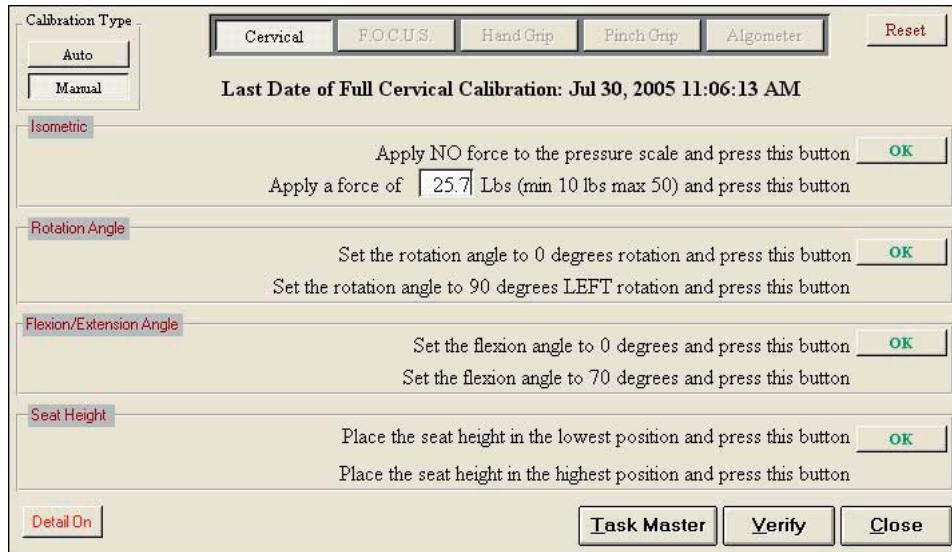 Calibration Type
Auto
Manual
Cervical F.O.C.U.S. Hand Grip Pinch Grip Algometer
Reset
Last Date of Full Cervical Calibration: Jul 30, 2005 11:06:13 AM
Isometric
Apply NO force to the pressure scale and press this button OK
Apply a force of 25.7 Lbs (min 10 lbs max 50) and press this button
Rotation Angle
Set the rotation angle to 0 degrees rotation and press this button OK
Set the rotation angle to 90 degrees LEFT rotation and press this button
Flexion/Extension Angle
Set the flexion angle to 0 degrees and press this button OK
Set the flexion angle to 70 degrees and press this button
Seat Height
Place the seat height in the lowest position and press this button OK
Place the seat height in the highest position and press this button
Detail On Task Master Verify Close